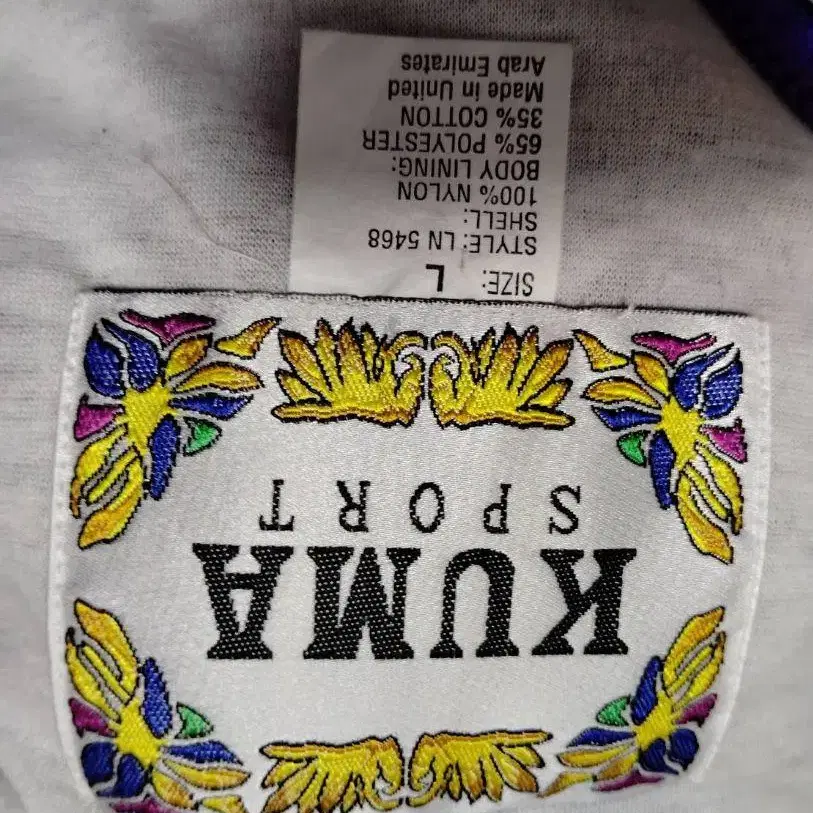 KUMA
SPORT
SIZE: L
STYLE: LN 5468
SHELL:
100% NYLON
BODY LINING:
65% POLYESTER
35% COTTON
Made in United
Arab Emirates